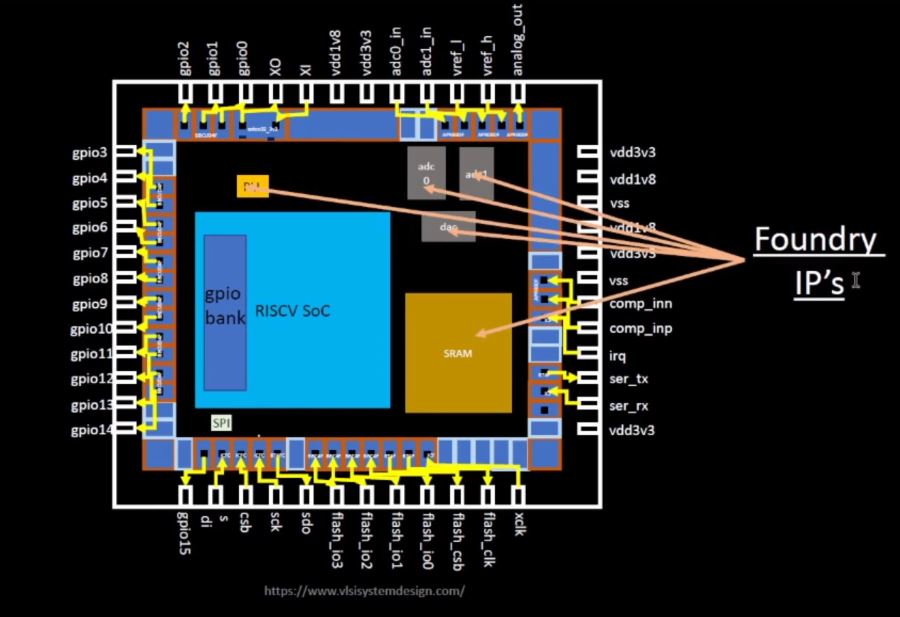 gpio2
gpio1
gpio0
XO
XI
vdd1v8
vdd3v3
adc0_in
adc1_in
vref_l
vref_h
analog_out
gpio3
gpio4
gpio5
gpio6
gpio7
gpio8
gpio9
gpio10
gpio11
gpio12
gpio13
gpio14
adc
0
adc1
dac
gpio
bank
RISCV SoC
SRAM
SPI
vdd3v3
vdd1v8
vss
vdd1v8
vdd3v3
vss
comp_inn
comp_inp
irq
ser_tx
ser_rx
vdd3v3
Foundry
IP's
gpio15
di
s
csb
sck
sdo
flash_io3
flash_io2
flash_io1
flash_io0
flash_csb
flash_clk
xclk
https://www.vlsisystemdesign.com/